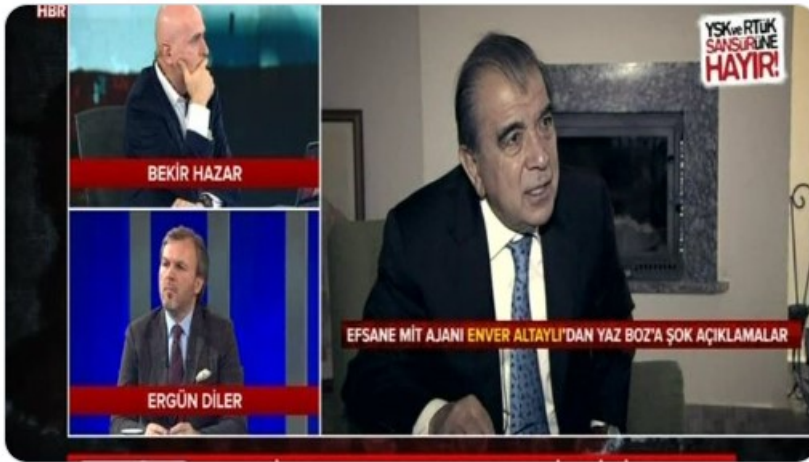 HBR
YSK ve RTÜK
SANSÜRÜNE
HAYIR!
BEKİR HAZAR
EFSANE MİT AJANI ENVER ALTAYLI'DAN YAZ BOZ'A ŞOK AÇIKLAMALAR
ERGÜN DİLER